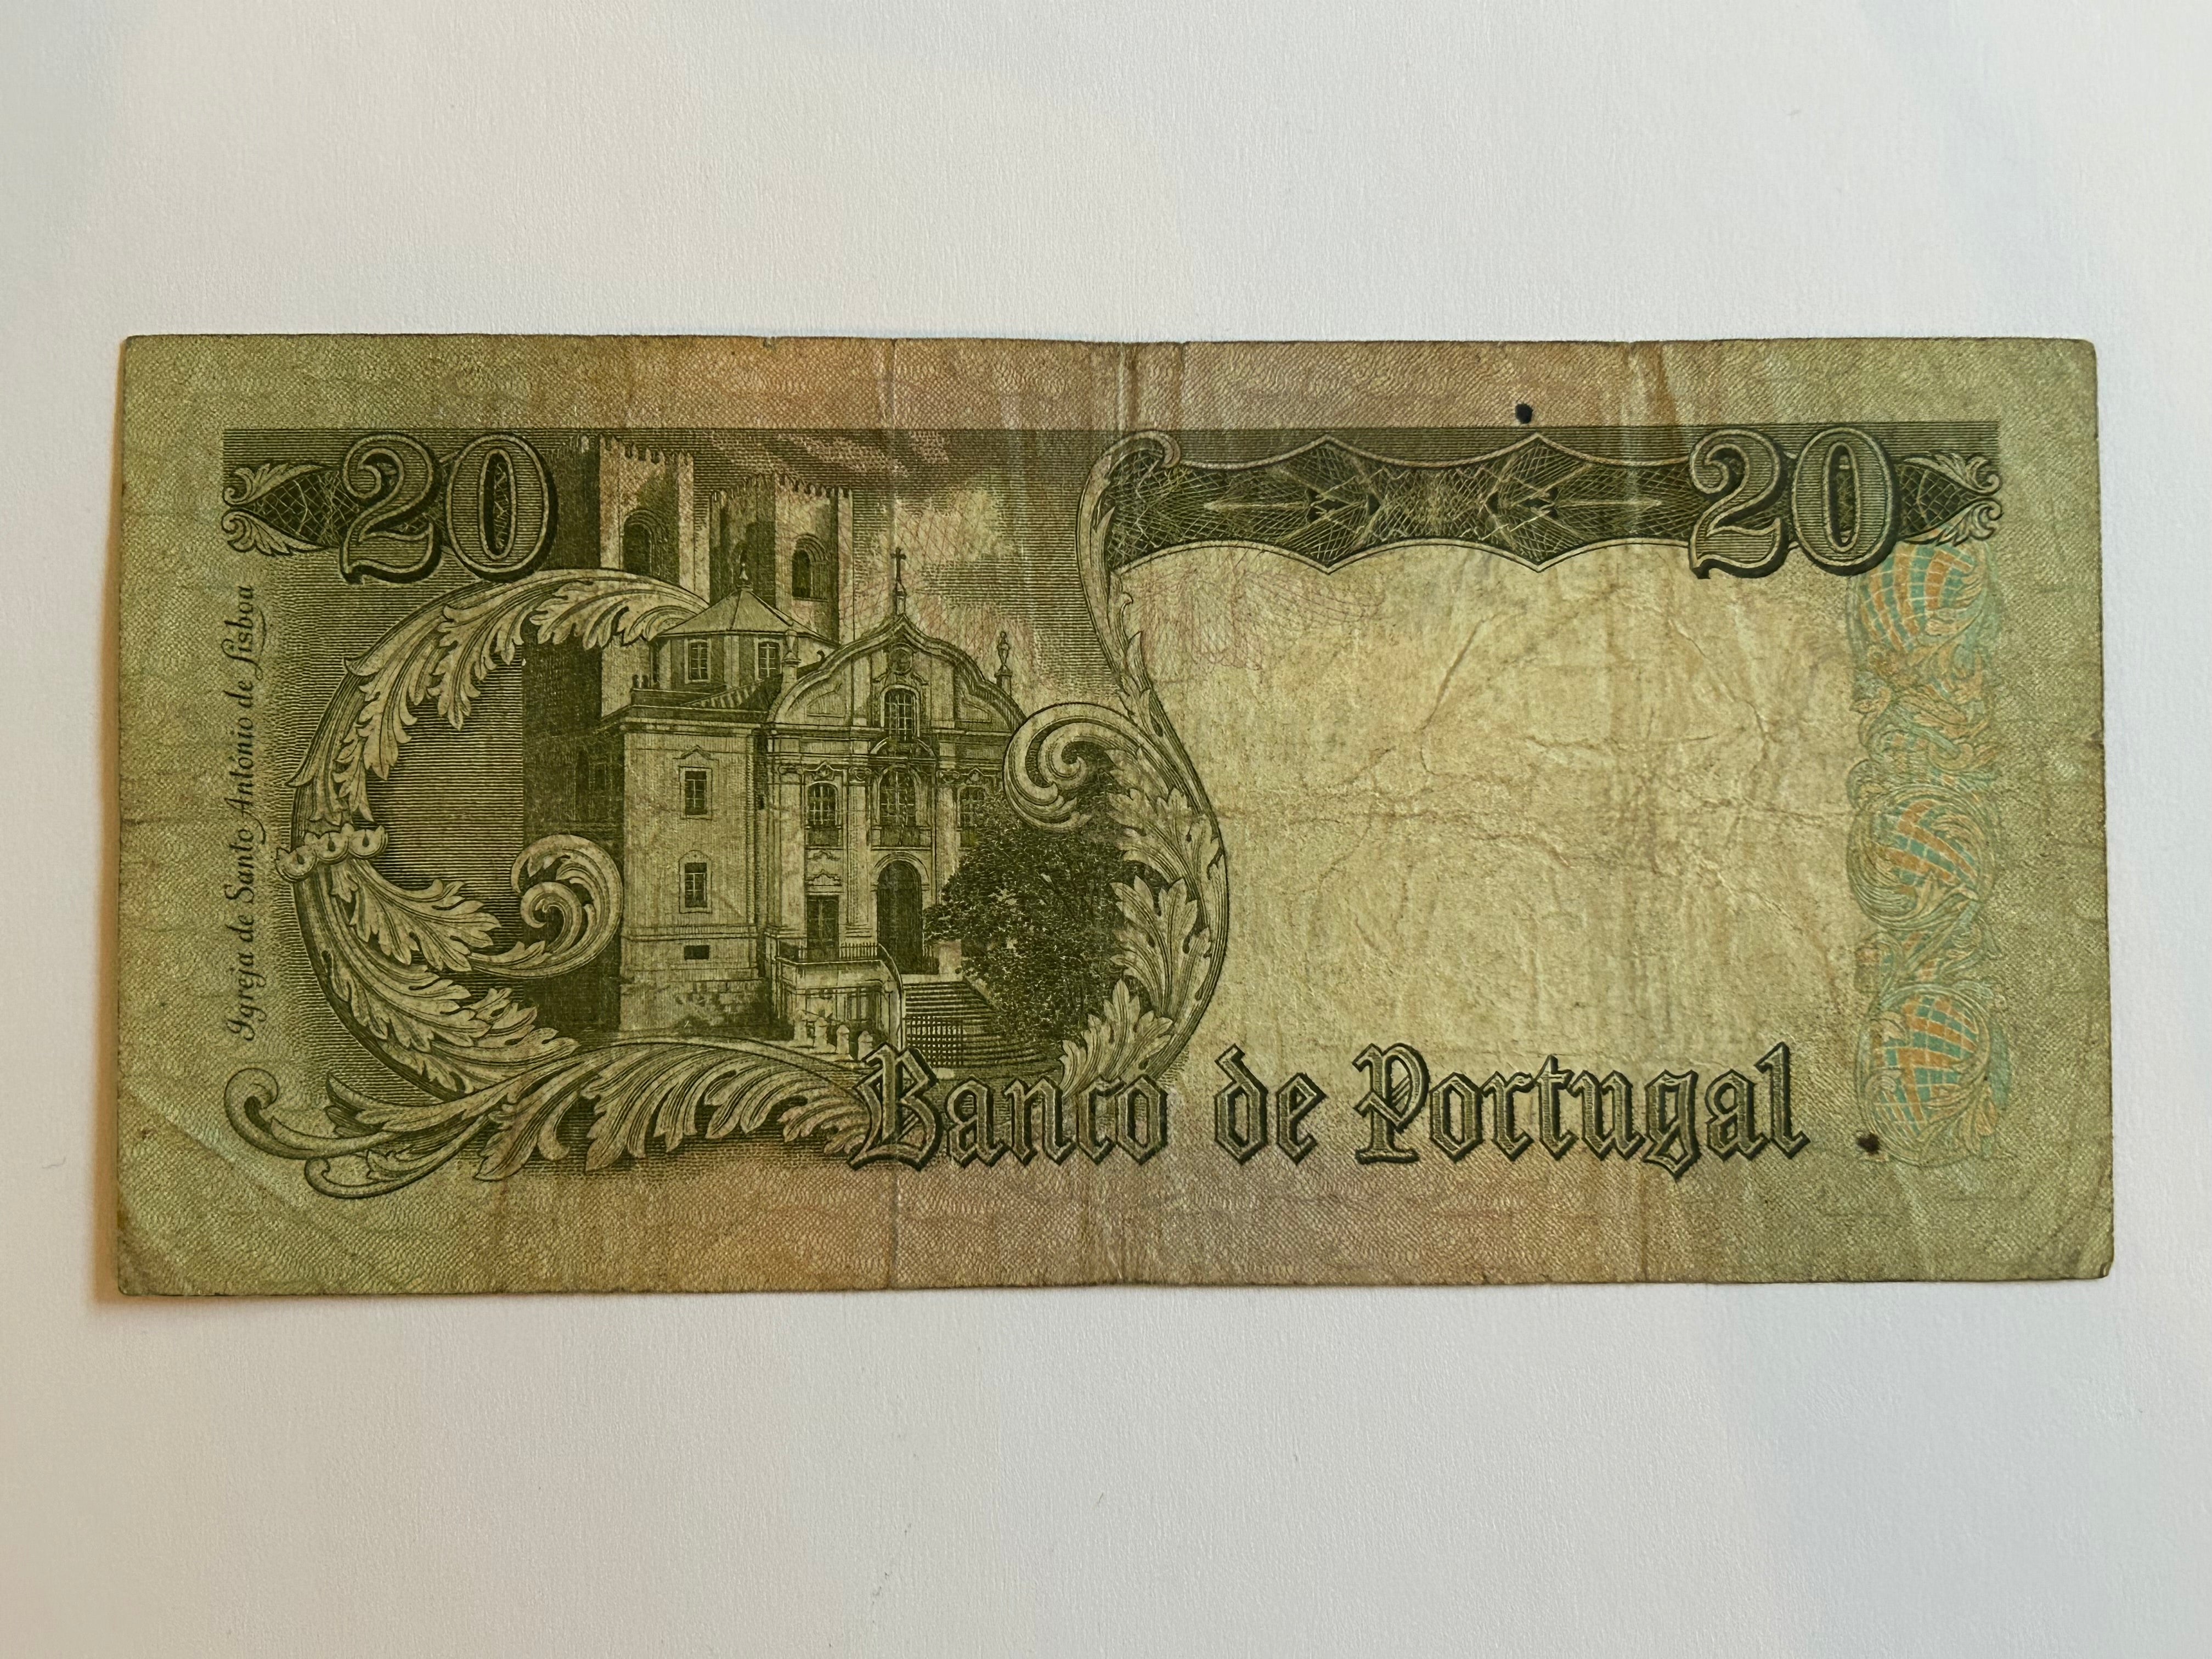 20
20
Igreja de Santo António de Lisboa
Banco de Portugal